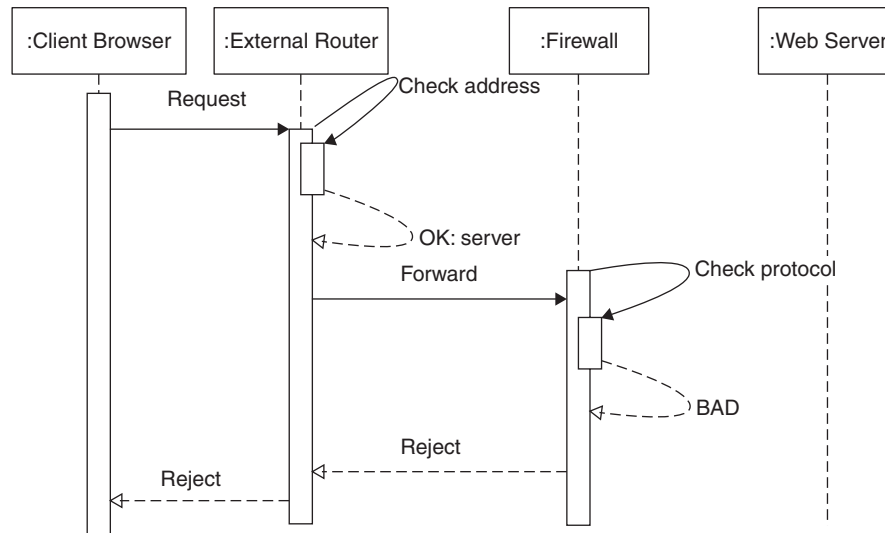 :Client Browser
:External Router
:Firewall
:Web Server
Request
Check address
OK: server
Forward
Check protocol
BAD
Reject
Reject